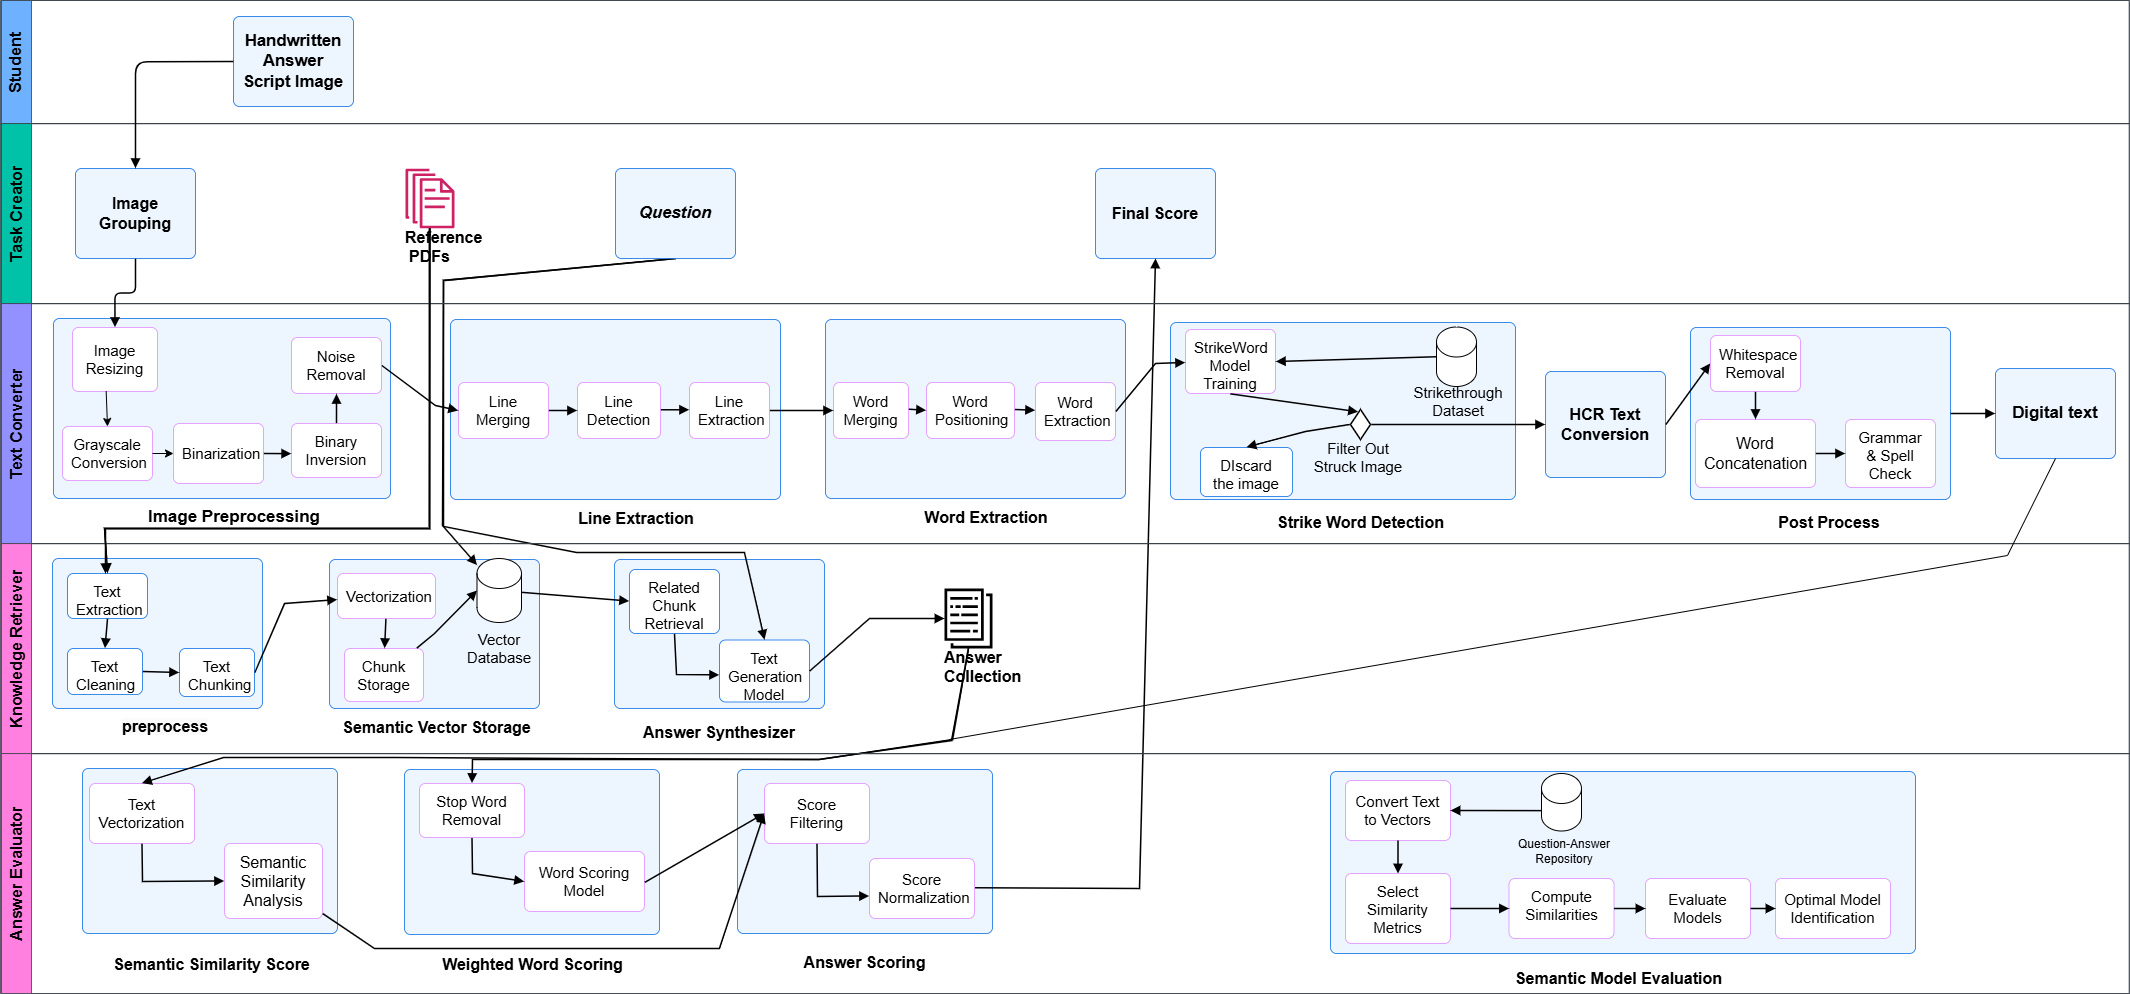 Student
Handwritten
Answer
Script Image
Task Creator
Image
Grouping
Reference
PDFs
Question
Final Score
Text Converter
Image
Resizing
Grayscale
Conversion
Binarization
Binary
Inversion
Noise
Removal
Image Preprocessing
Line
Merging
Line
Detection
Line
Extraction
Line Extraction
Word
Merging
Word
Positioning
Word
Extraction
Word Extraction
StrikeWord
Model
Training
Strikethrough
Dataset
Filter Out
Struck Image
DIscard
the image
Strike Word Detection
HCR Text
Conversion
Whitespace
Removal
Word
Concatenation
Grammar
& Spell
Check
Post Process
Digital text
Knowledge Retriever
Text
Extraction
Text
Cleaning
Text
Chunking
preprocess
Vectorization
Chunk
Storage
Vector
Database
Semantic Vector Storage
Related
Chunk
Retrieval
Text
Generation
Model
Answer Synthesizer
Answer
Collection
Answer Evaluator
Text
Vectorization
Semantic
Similarity
Analysis
Semantic Similarity Score
Stop Word
Removal
Word Scoring
Model
Weighted Word Scoring
Score
Filtering
Score
Normalization
Answer Scoring
Convert Text
to Vectors
Question-Answer
Repository
Select
Similarity
Metrics
Compute
Similarities
Evaluate
Models
Optimal Model
Identification
Semantic Model Evaluation